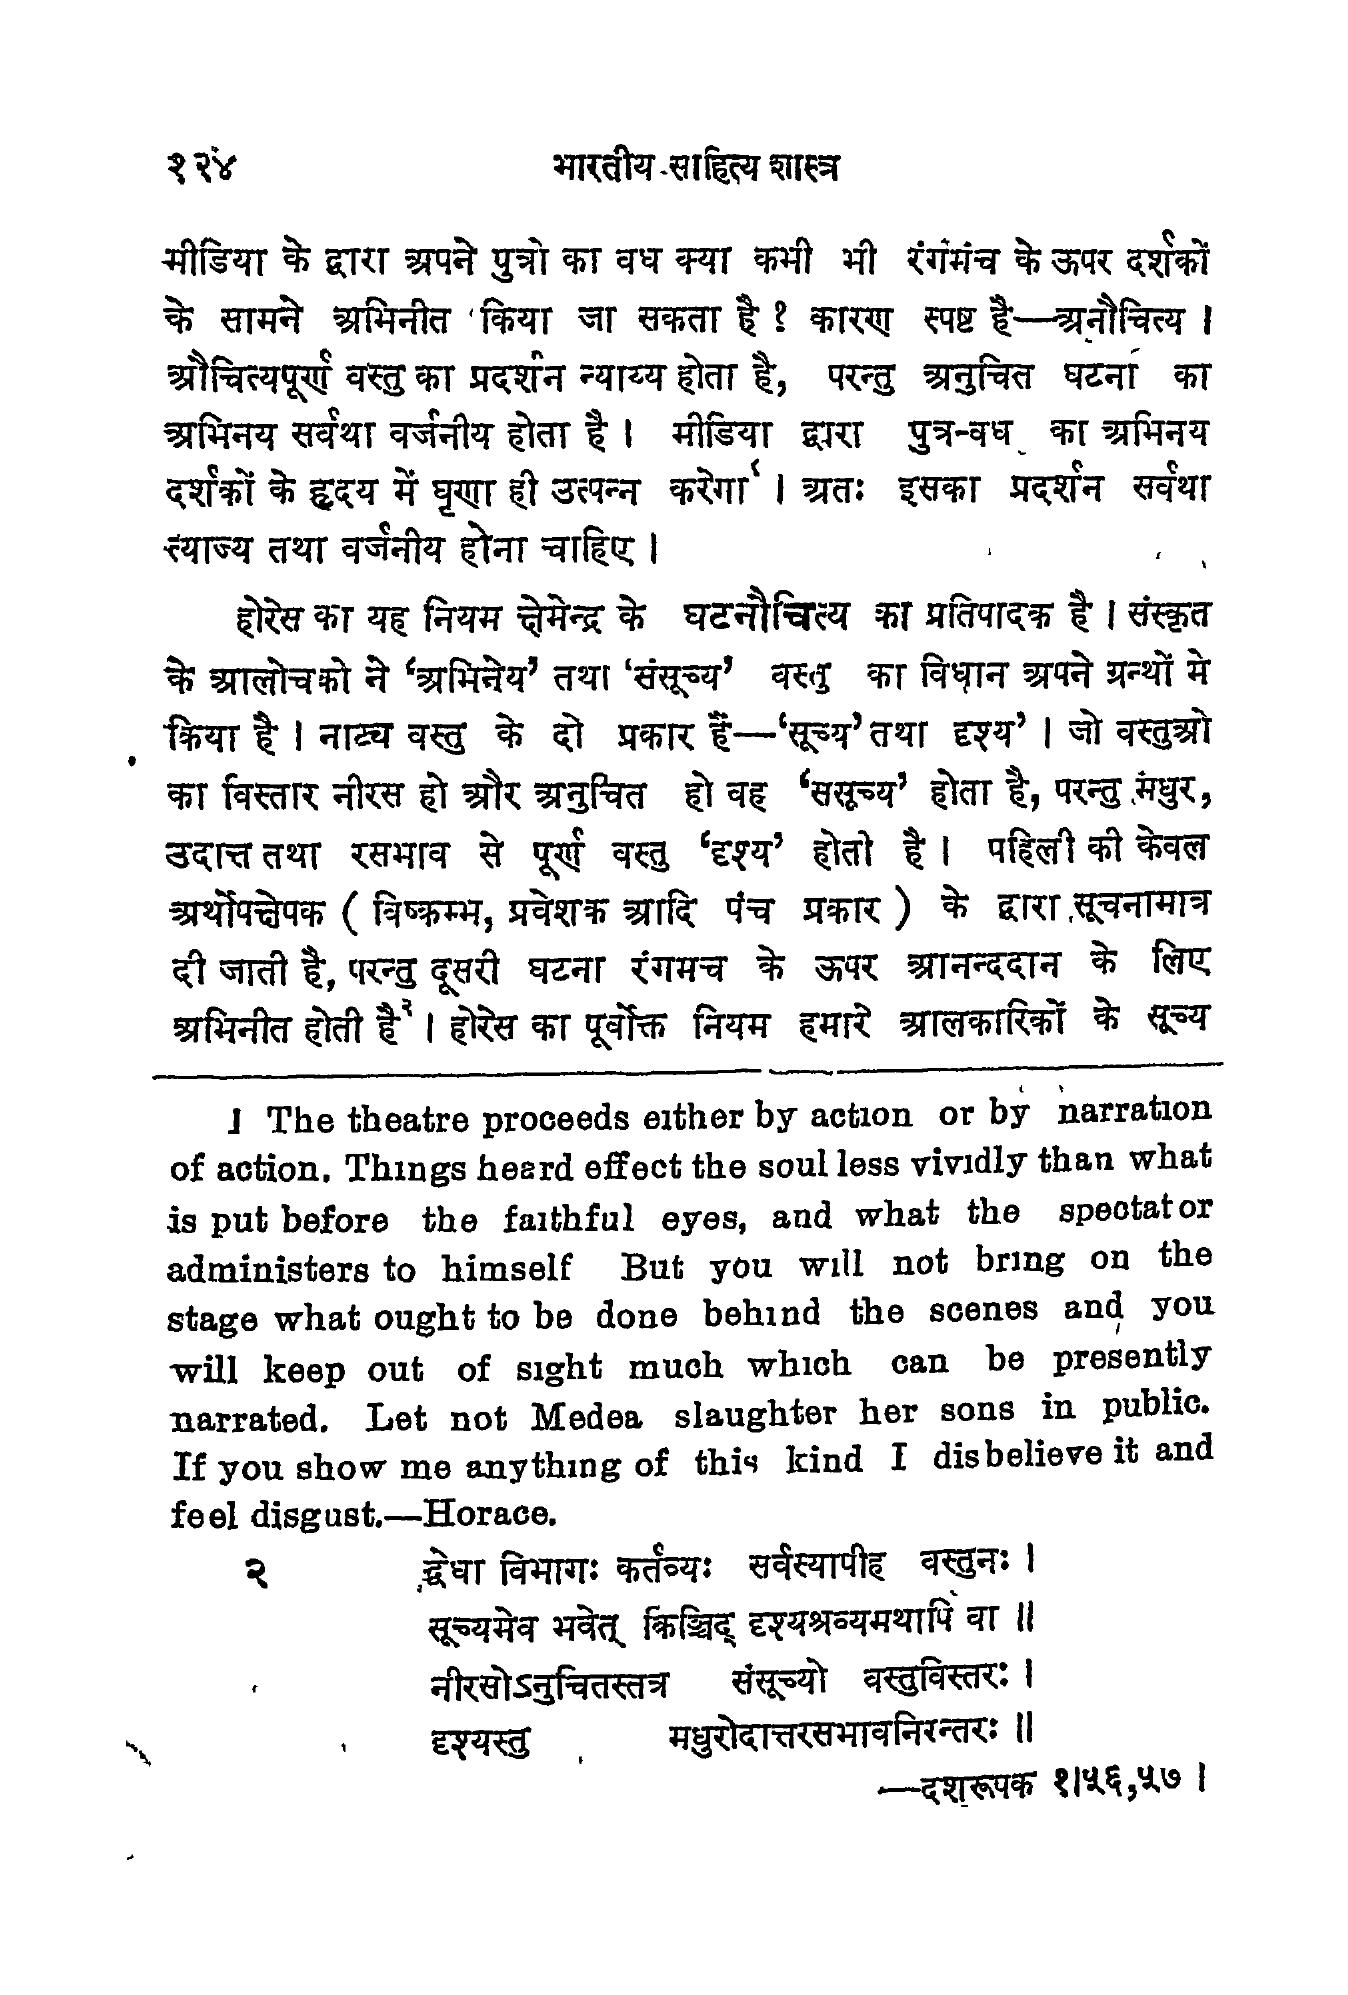 १२४ भारतीय साहित्य शास्त्र
मीडिया के द्वारा अपने पुत्रो का वध क्या कभी भी रंगमंच के ऊपर दर्शकों
के सामने अभिनीत किया जा सकता है? कारण स्पष्ट है—अनौचित्य।
औचित्यपूर्ण वस्तु का प्रदर्शन न्याय्य होता है, परन्तु अनुचित घटना का
अभिनय सर्वथा वर्जनीय होता है। मीडिया द्वारा पुत्र-वध का अभिनय
दर्शकों के हृदय में घृणा ही उत्पन्न करेगा१। अतः इसका प्रदर्शन सर्वथा
त्याज्य तथा वर्जनीय होना चाहिए।
होरेस का यह नियम क्षेमेन्द्र के घटनौचित्य का प्रतिपादक है। संस्कृत
के आलोचको ने ‘अभिनेय’ तथा ‘संसूच्य’ वस्तु का विधान अपने ग्रन्थों मे
किया है। नाट्य वस्तु के दो प्रकार हैं—‘सूच्य’ तथा दृश्य’। जो वस्तुओ
का विस्तार नीरस हो और अनुचित हो वह ‘ससूच्य’ होता है, परन्तु मधुर,
उदात्त तथा रसभाव से पूर्ण वस्तु ‘दृश्य’ होती है। पहिली की केवल
अर्थोपक्षेपक ( विष्कम्भ, प्रवेशक आदि पंच प्रकार ) के द्वारा सूचनामात्र
दी जाती है, परन्तु दूसरी घटना रंगमच के ऊपर आनन्ददान के लिए
अभिनीत होती है२। होरेस का पूर्वोक्त नियम हमारे आलकारिकों के सूच्य
1 The theatre proceeds either by action or by narration
of action. Things heard effect the soul less vividly than what
is put before the faithful eyes, and what the spectator
administers to himself But you will not bring on the
stage what ought to be done behind the scenes and you
will keep out of sight much which can be presently
narrated. Let not Medea slaughter her sons in public.
If you show me anything of this kind I disbelieve it and
feel disgust.—Horace.
२ द्वेधा विभागः कर्तव्यः सर्वस्यापीह वस्तुनः।
सूच्यमेव भवेत् किञ्चिद् दृश्यश्रव्यमथापि वा॥
नीरसोऽनुचितस्तत्र संसूच्यो वस्तुविस्तरः।
दृश्यस्तु मधुरोदात्तरसभावनिरन्तरः॥
—दशरूपक १।५६,५७।